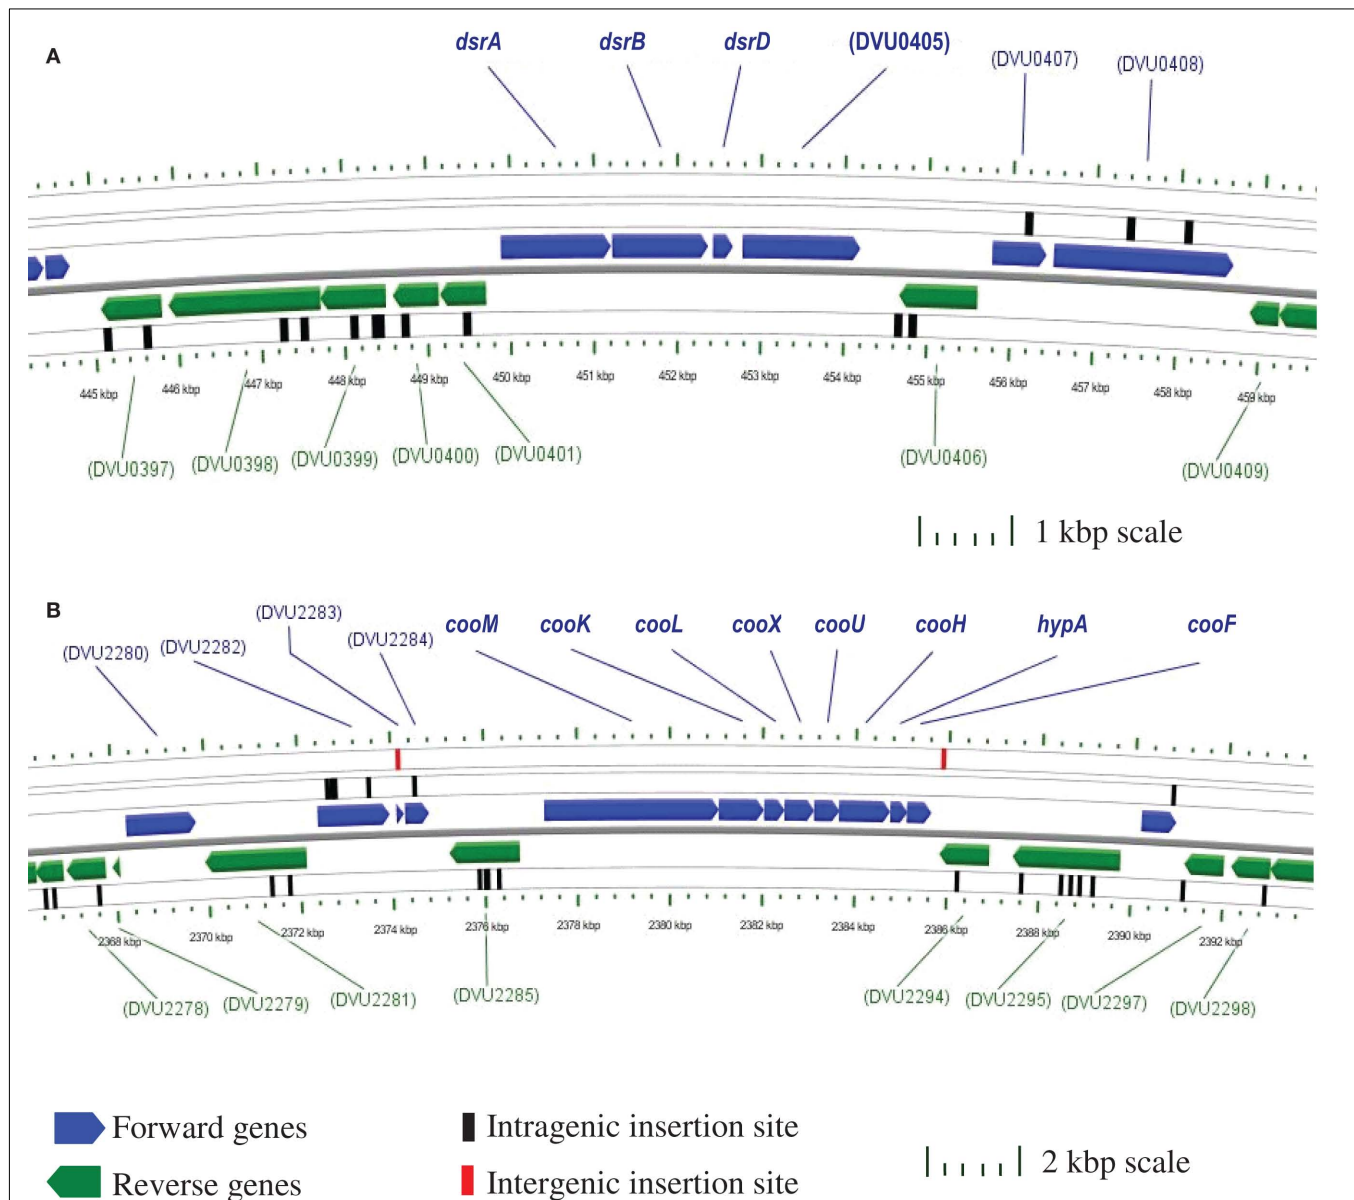 A
dsrA dsrB dsrD (DVU0405) (DVU0407) (DVU0408)
445 kbp 446 kbp 447 kbp 448 kbp 449 kbp 450 kbp 451 kbp 452 kbp 453 kbp 454 kbp 455 kbp 456 kbp 457 kbp 458 kbp 459 kbp
(DVU0397) (DVU0398) (DVU0399) (DVU0400) (DVU0401) (DVU0406) (DVU0409)
1 kbp scale
B
(DVU2280) (DVU2282) (DVU2283) (DVU2284) cooM cooK cooL cooX cooU cooH hypA cooF
2368 kbp 2370 kbp 2372 kbp 2374 kbp 2376 kbp 2378 kbp 2380 kbp 2382 kbp 2384 kbp 2386 kbp 2388 kbp 2390 kbp 2392 kbp
(DVU2278) (DVU2279) (DVU2281) (DVU2285) (DVU2294) (DVU2295) (DVU2297) (DVU2298)
Forward genes Intragenic insertion site
2 kbp scale
Reverse genes Intergenic insertion site